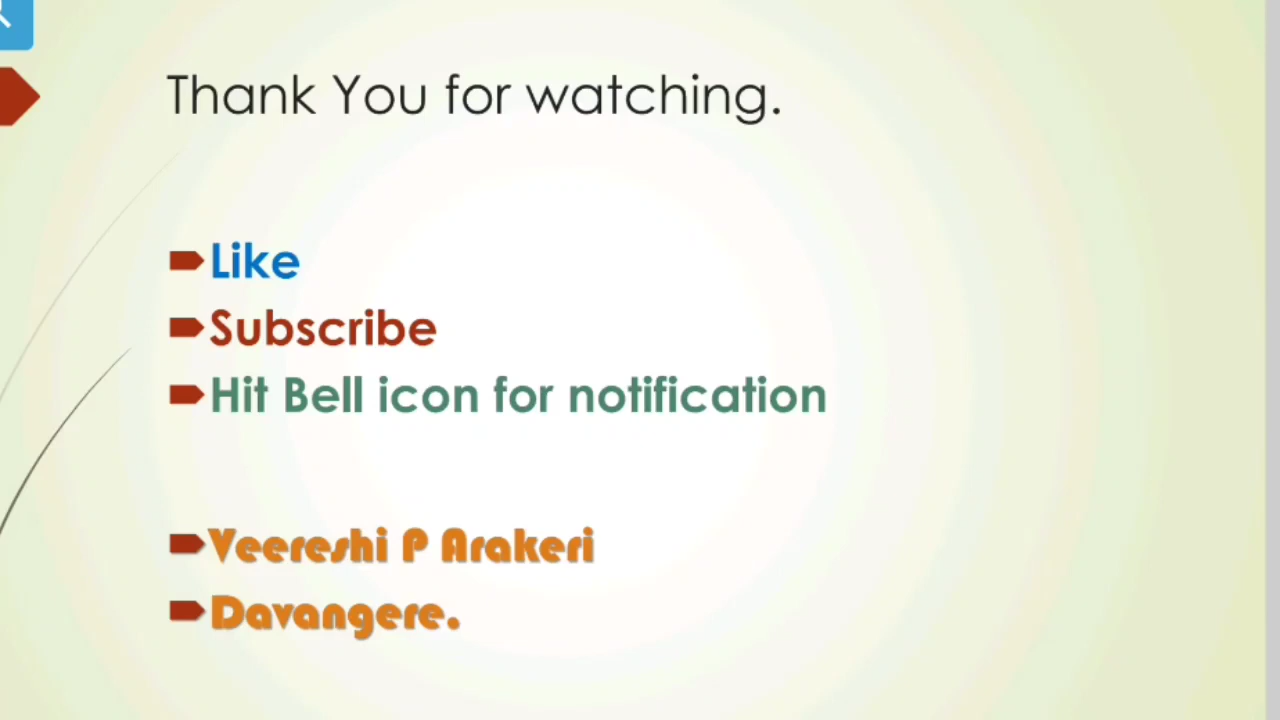 Thank You for watching.
Like
Subscribe
Hit Bell icon for notification
Veereshi P Arakeri
Davangere.